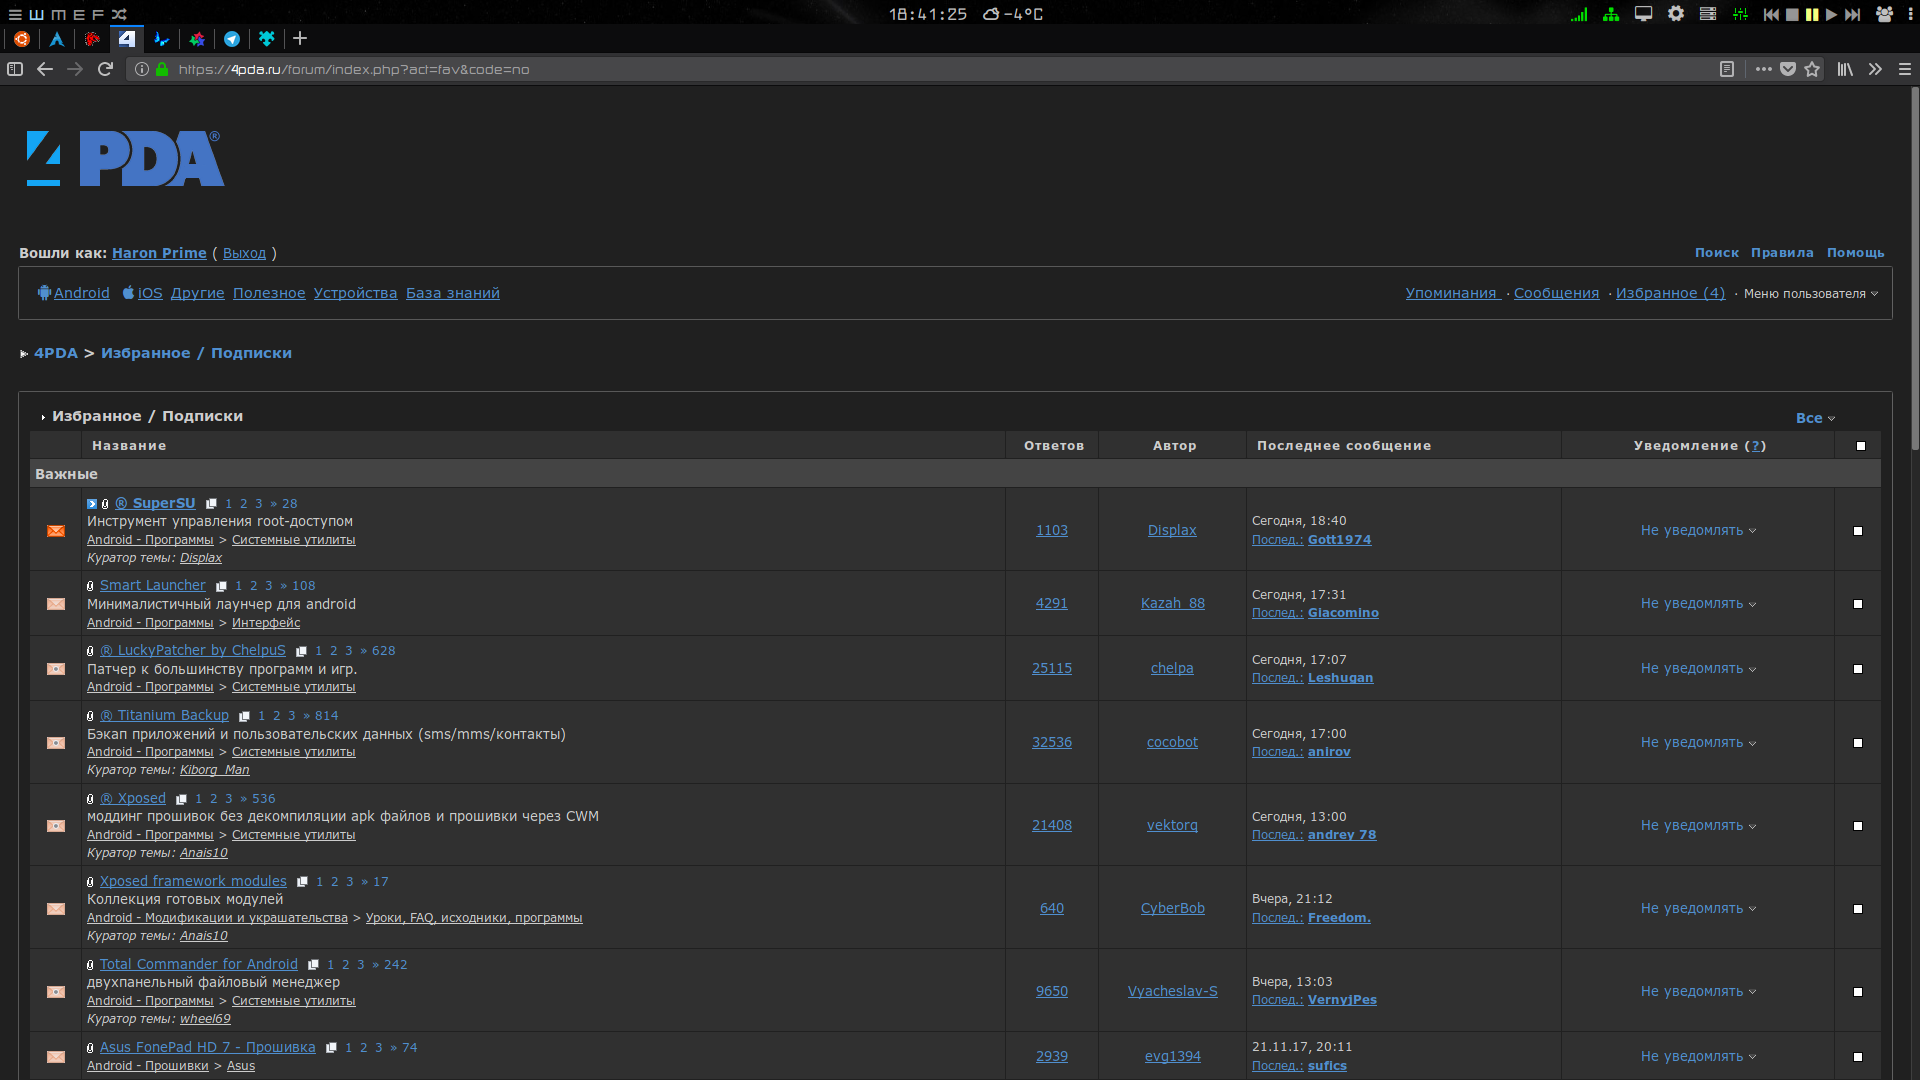 Ш M E F
18:41:25 -4°C
https://4pda.ru/forum/index.php?act=fav&code=no
4PDA®
Вошли как: Haron Prime ( Выход )
Поиск Правила Помощь
Android iOS Другие Полезное Устройства База знаний
Упоминания · Сообщения · Избранное (4) · Меню пользователя
4PDA > Избранное / Подписки
Избранное / Подписки
Все
Название Ответов Автор Последнее сообщение Уведомление (?)
Важные
® SuperSU 1 2 3 » 28
Инструмент управления root-доступом
Android - Программы > Системные утилиты
Куратор темы: Displax
1103 Displax
Сегодня, 18:40
Послед.: Gott1974
Не уведомлять
Smart Launcher 1 2 3 » 108
Минималистичный лаунчер для android
Android - Программы > Интерфейс
4291 Kazah_88
Сегодня, 17:31
Послед.: Giacomino
Не уведомлять
® LuckyPatcher by ChelpuS 1 2 3 » 628
Патчер к большинству программ и игр.
Android - Программы > Системные утилиты
25115 chelpa
Сегодня, 17:07
Послед.: Leshugan
Не уведомлять
® Titanium Backup 1 2 3 » 814
Бэкап приложений и пользовательских данных (sms/mms/контакты)
Android - Программы > Системные утилиты
Куратор темы: Kiborg_Man
32536 cocobot
Сегодня, 17:00
Послед.: anirov
Не уведомлять
® Xposed 1 2 3 » 536
моддинг прошивок без декомпиляции apk файлов и прошивки через CWM
Android - Программы > Системные утилиты
Куратор темы: Anais10
21408 vektorq
Сегодня, 13:00
Послед.: andrey_78
Не уведомлять
Xposed framework modules 1 2 3 » 17
Коллекция готовых модулей
Android - Модификации и украшательства > Уроки, FAQ, исходники, программы
Куратор темы: Anais10
640 CyberBob
Вчера, 21:12
Послед.: Freedom.
Не уведомлять
Total Commander for Android 1 2 3 » 242
двухпанельный файловый менеджер
Android - Программы > Системные утилиты
Куратор темы: wheel69
9650 Vyacheslav-S
Вчера, 13:03
Послед.: VernyjPes
Не уведомлять
Asus FonePad HD 7 - Прошивка 1 2 3 » 74
Android - Прошивки > Asus
2939 evg1394
21.11.17, 20:11
Послед.: sufics
Не уведомлять